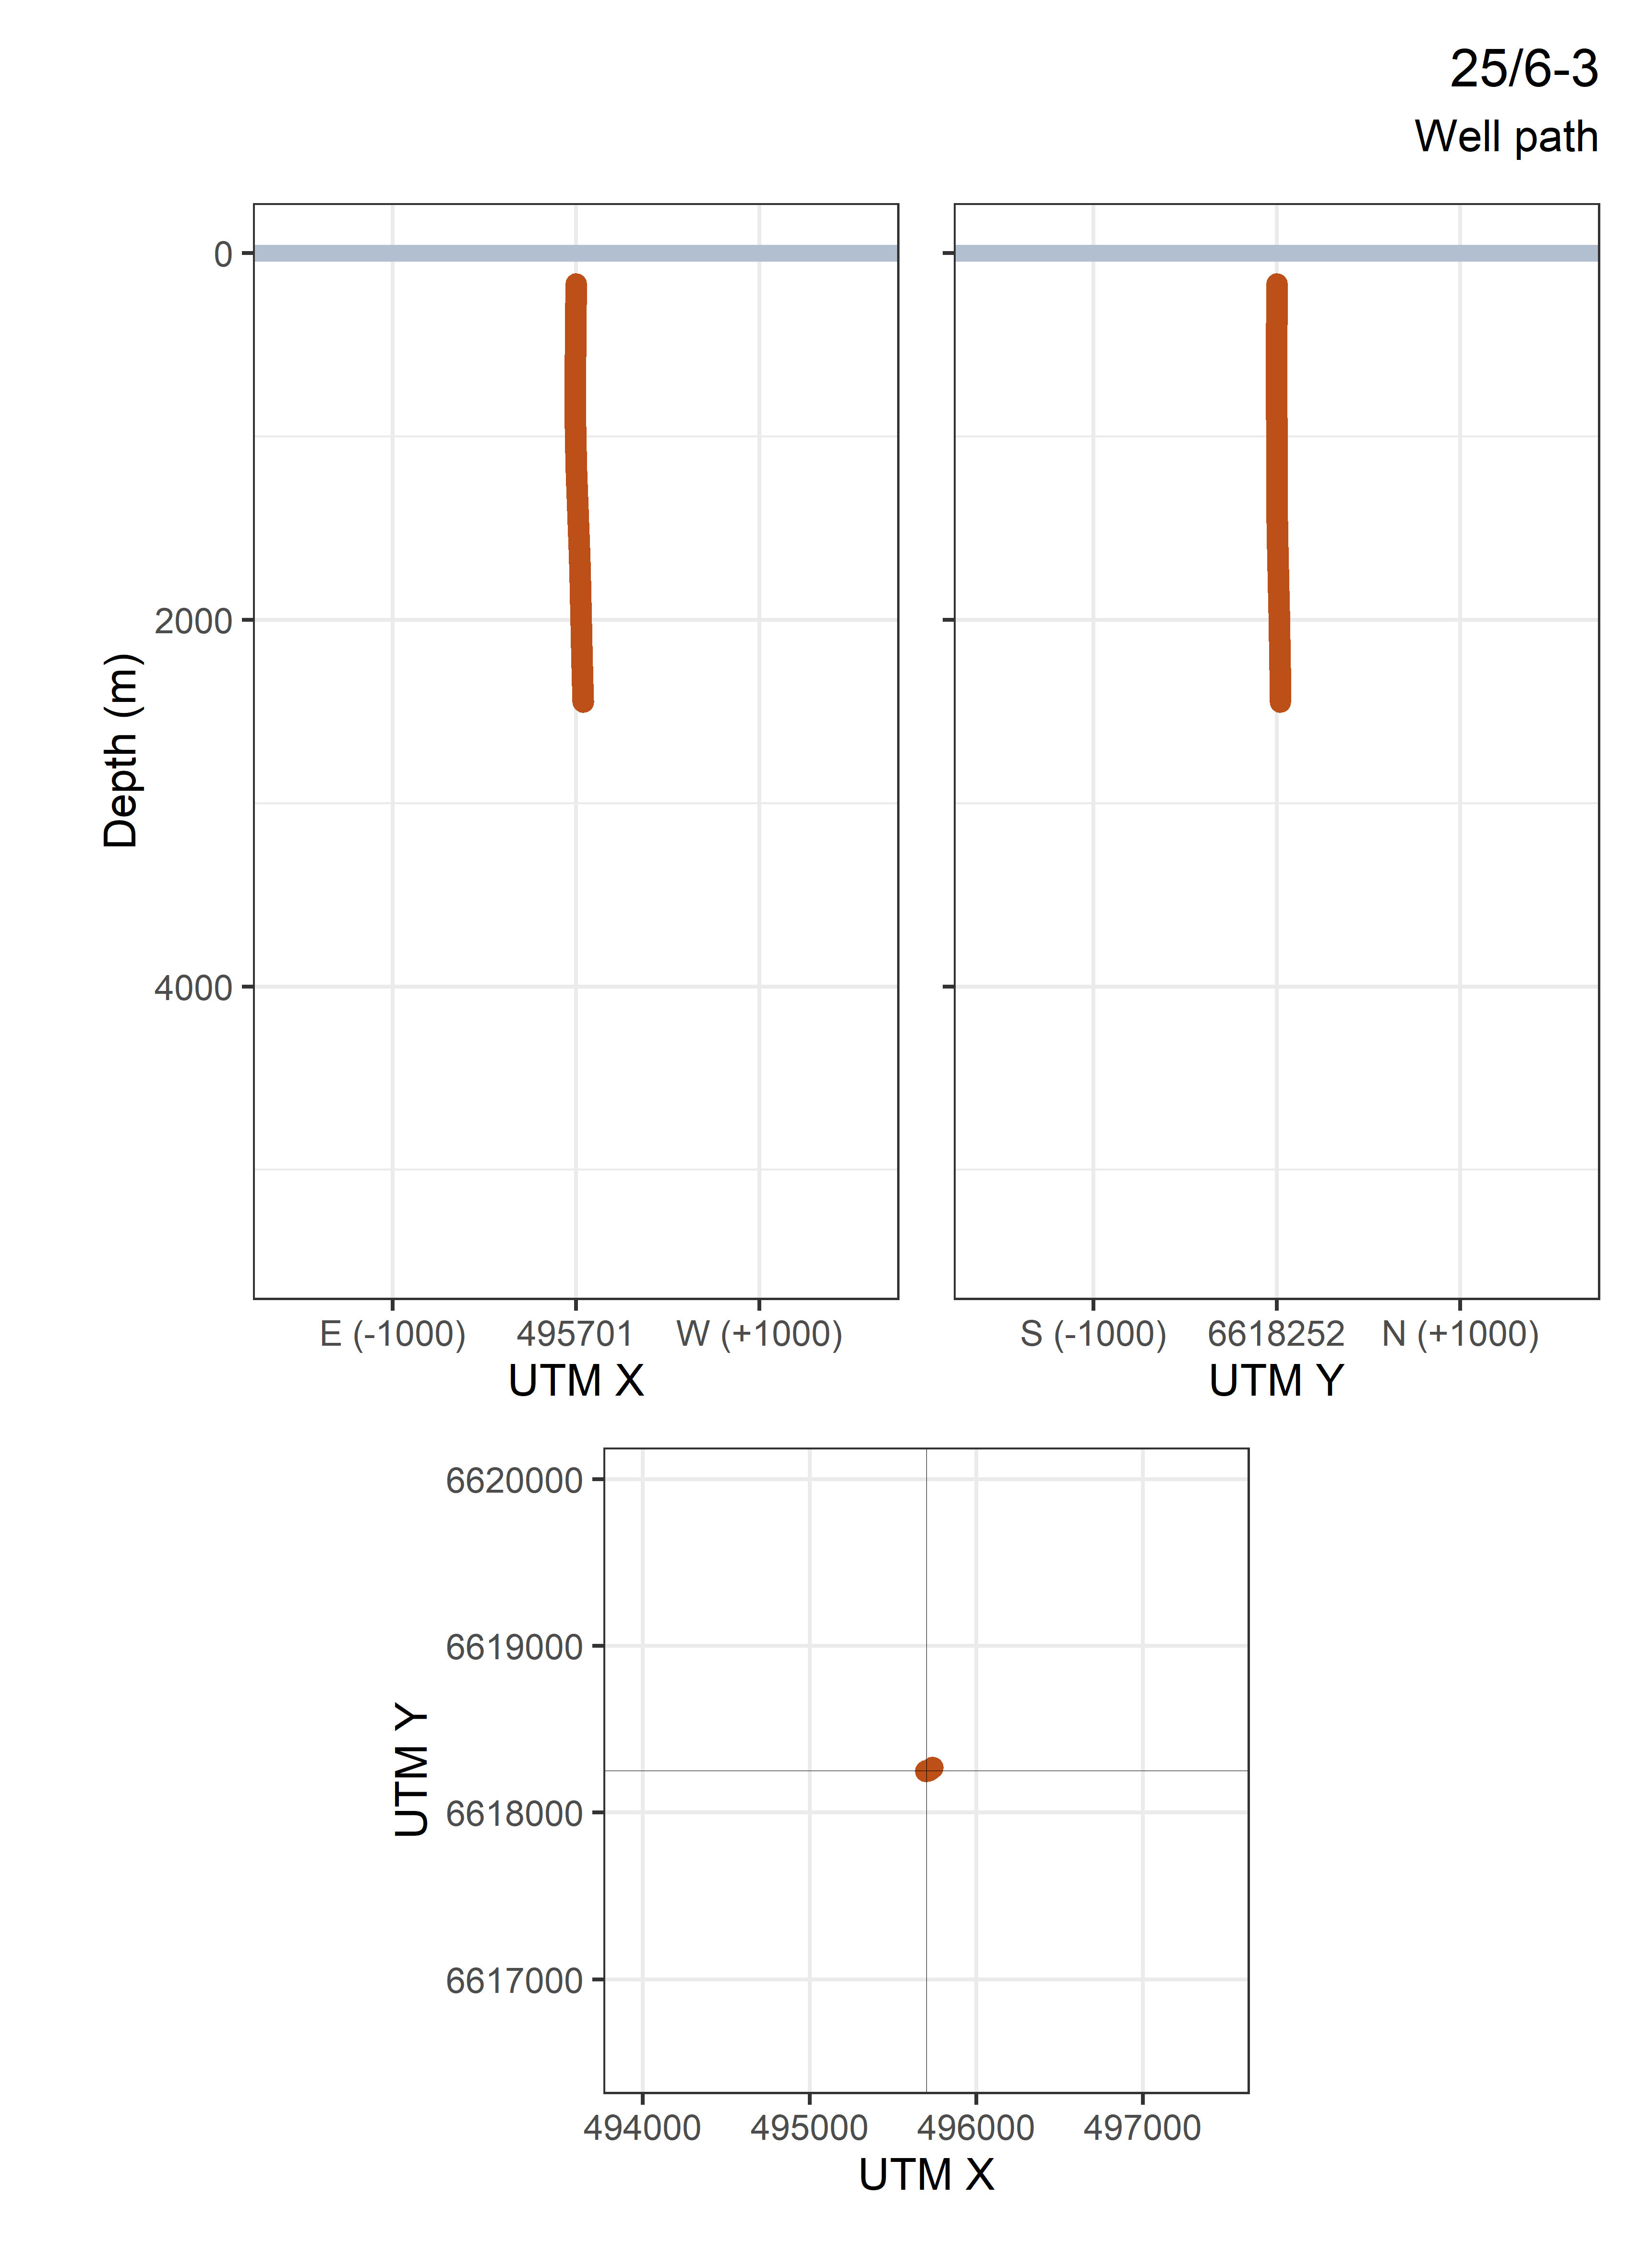 25/6-3
Well path
0
2000
4000
Depth (m)
E (-1000) 495701 W (+1000)
UTM X
S (-1000) 6618252 N (+1000)
UTM Y
6620000
6619000
6618000
6617000
UTM Y
494000 495000 496000 497000
UTM X